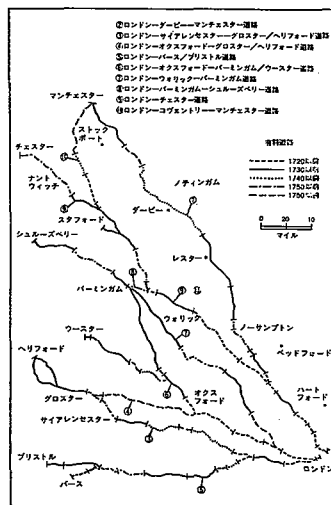 ②ロンドン－ダービー－マンチェスター道路
③ロンドン－サイアレンセスター－グロスター／ヘリフォード道路
④ロンドン－オクスフォード－グロスター／ヘリフォード道路
⑤ロンドン－バース／ブリストル道路
⑥ロンドン－オクスフォード－バーミンガム／ウースター道路
⑦ロンドン－ウォリック－バーミンガム道路
⑧ロンドン－バーミンガム－シュルーズベリー道路
⑨ロンドン－チェスター道路
⑩ロンドン－コヴェントリー－マンチェスター道路
マンチェスター
ストックポート
有料道路
1720以前
1730以前
1740以前
1750以前
チェスター
ナントウィッチ
ノティンガム
ダービー
スタフォード
20 0 10
マイル
シュルーズベリー
レスター
バーミンガム
ウォリック
ノーサンプトン
ベッドフォード
ウースター
ヘリフォード
オクスフォード
ハートフォード
グロスター
サイアレンセスター
ロンドン
ブリストル
バース